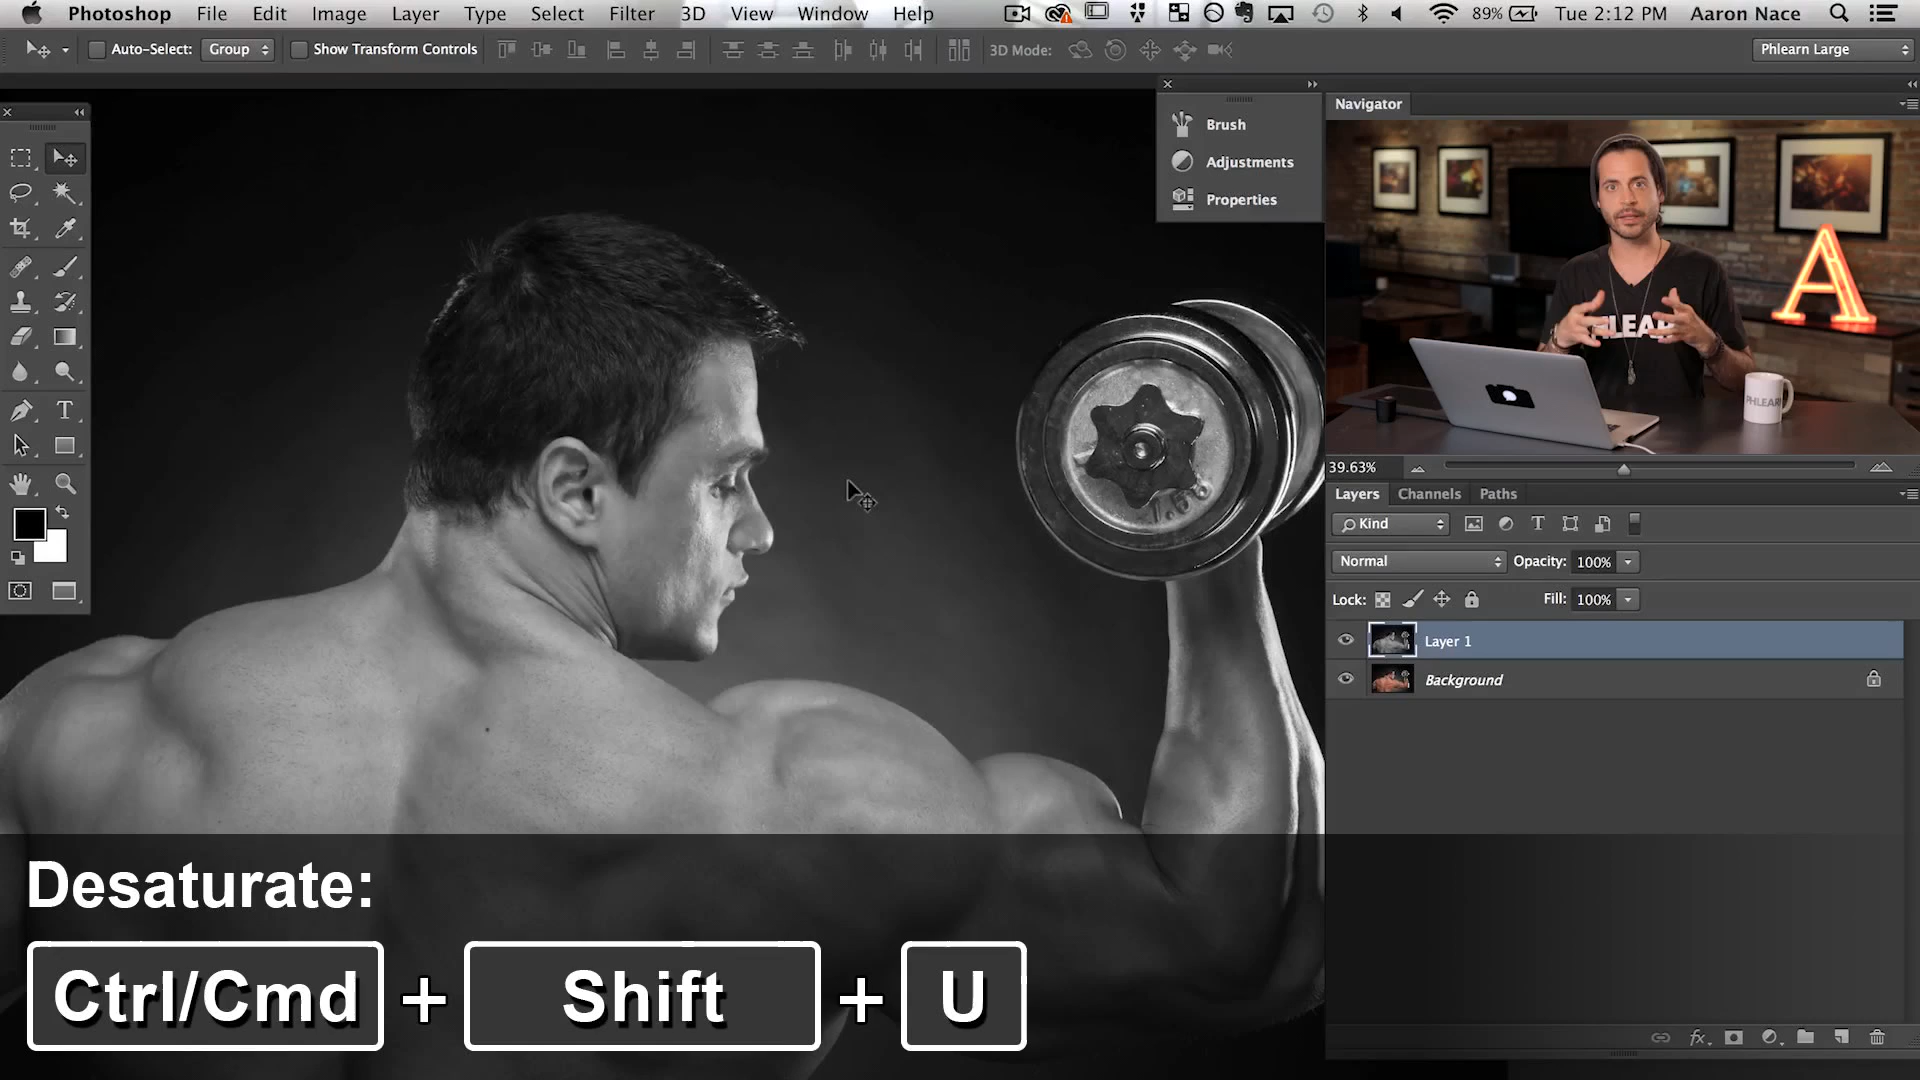 Photoshop File Edit Image Layer Type Select Filter 3D View Window Help 89% Tue 2:12 PM Aaron Nace
Auto-Select: Group Show Transform Controls 3D Mode: Phlearn Large
Navigator
Brush
Adjustments
Properties
A
PHLEARN
39.63%
Layers Channels Paths
Kind
Normal Opacity: 100%
Lock: Fill: 100%
Layer 1
Background
Desaturate:
Ctrl/Cmd + Shift + U